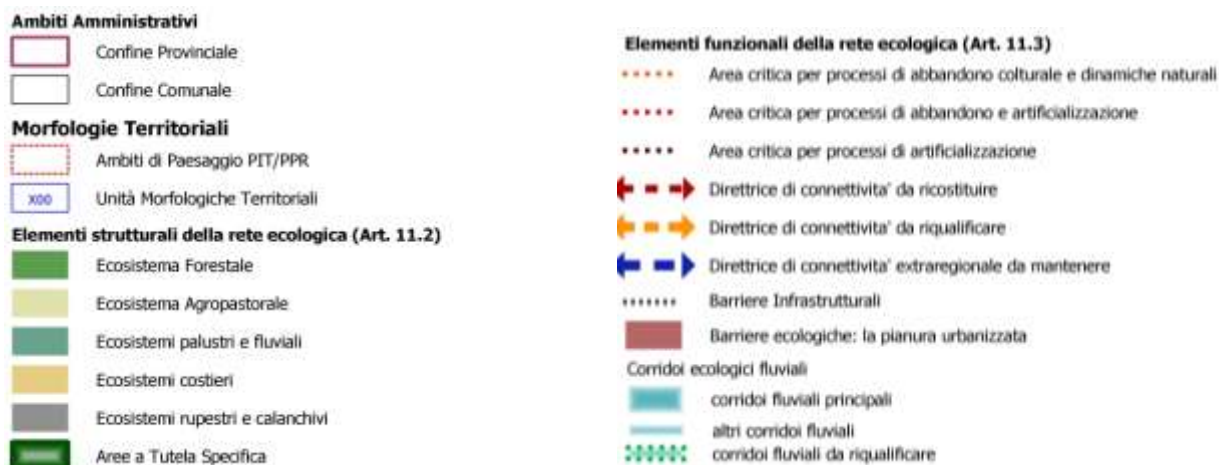 Ambiti Amministrativi
Confine Provinciale
Confine Comunale
Morfologie Territoriali
Ambiti di Paesaggio PIT/PPR
X00 Unità Morfologiche Territoriali
Elementi strutturali della rete ecologica (Art. 11.2)
Ecosistema Forestale
Ecosistema Agropastorale
Ecosistemi palustri e fluviali
Ecosistemi costieri
Ecosistemi rupestri e calanchivi
Aree a Tutela Specifica
Elementi funzionali della rete ecologica (Art. 11.3)
Area critica per processi di abbandono colturale e dinamiche naturali
Area critica per processi di abbandono e artificializzazione
Area critica per processi di artificializzazione
Direttrice di connettivita' da ricostituire
Direttrice di connettivita' da riqualificare
Direttrice di connettivita' extraregionale da mantenere
Barriere Infrastrutturali
Barriere ecologiche: la pianura urbanizzata
Corridoi ecologici fluviali
corridoi fluviali principali
altri corridoi fluviali
corridoi fluviali da riqualificare